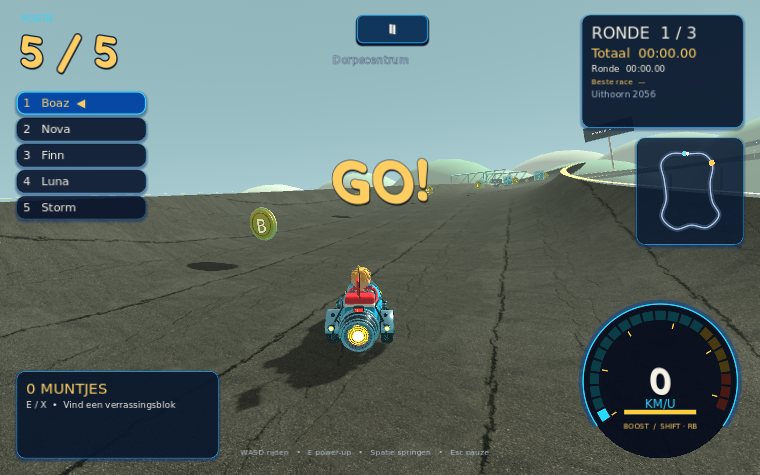 5 / 5
1 Boaz ◀
2 Nova
3 Finn
4 Luna
5 Storm
Dorpscentrum
GO!
RONDE 1 / 3
Totaal 00:00.00
Ronde 00:00.00
Beste race —
Uithoorn 2056
B
0 MUNTJES
E / X • Vind een verrassingsblok
0
KM/U
BOOST / SHIFT · RB
WASD rijden • E power-up • Spatie springen • Esc pauze